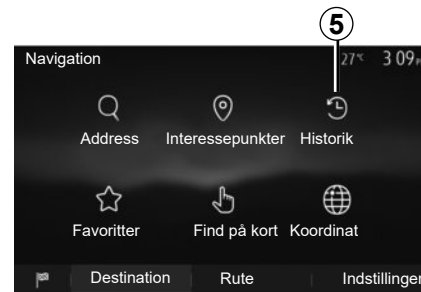 5
Navigation 27°C 3 09
Address Interessepunkter Historik
Favoritter Find på kort Koordinat
Destination Rute Indstillinger